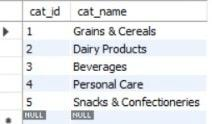 cat_id cat_name
1 Grains & Cereals
2 Dairy Products
3 Beverages
4 Personal Care
5 Snacks & Confectioneries
NULL NULL